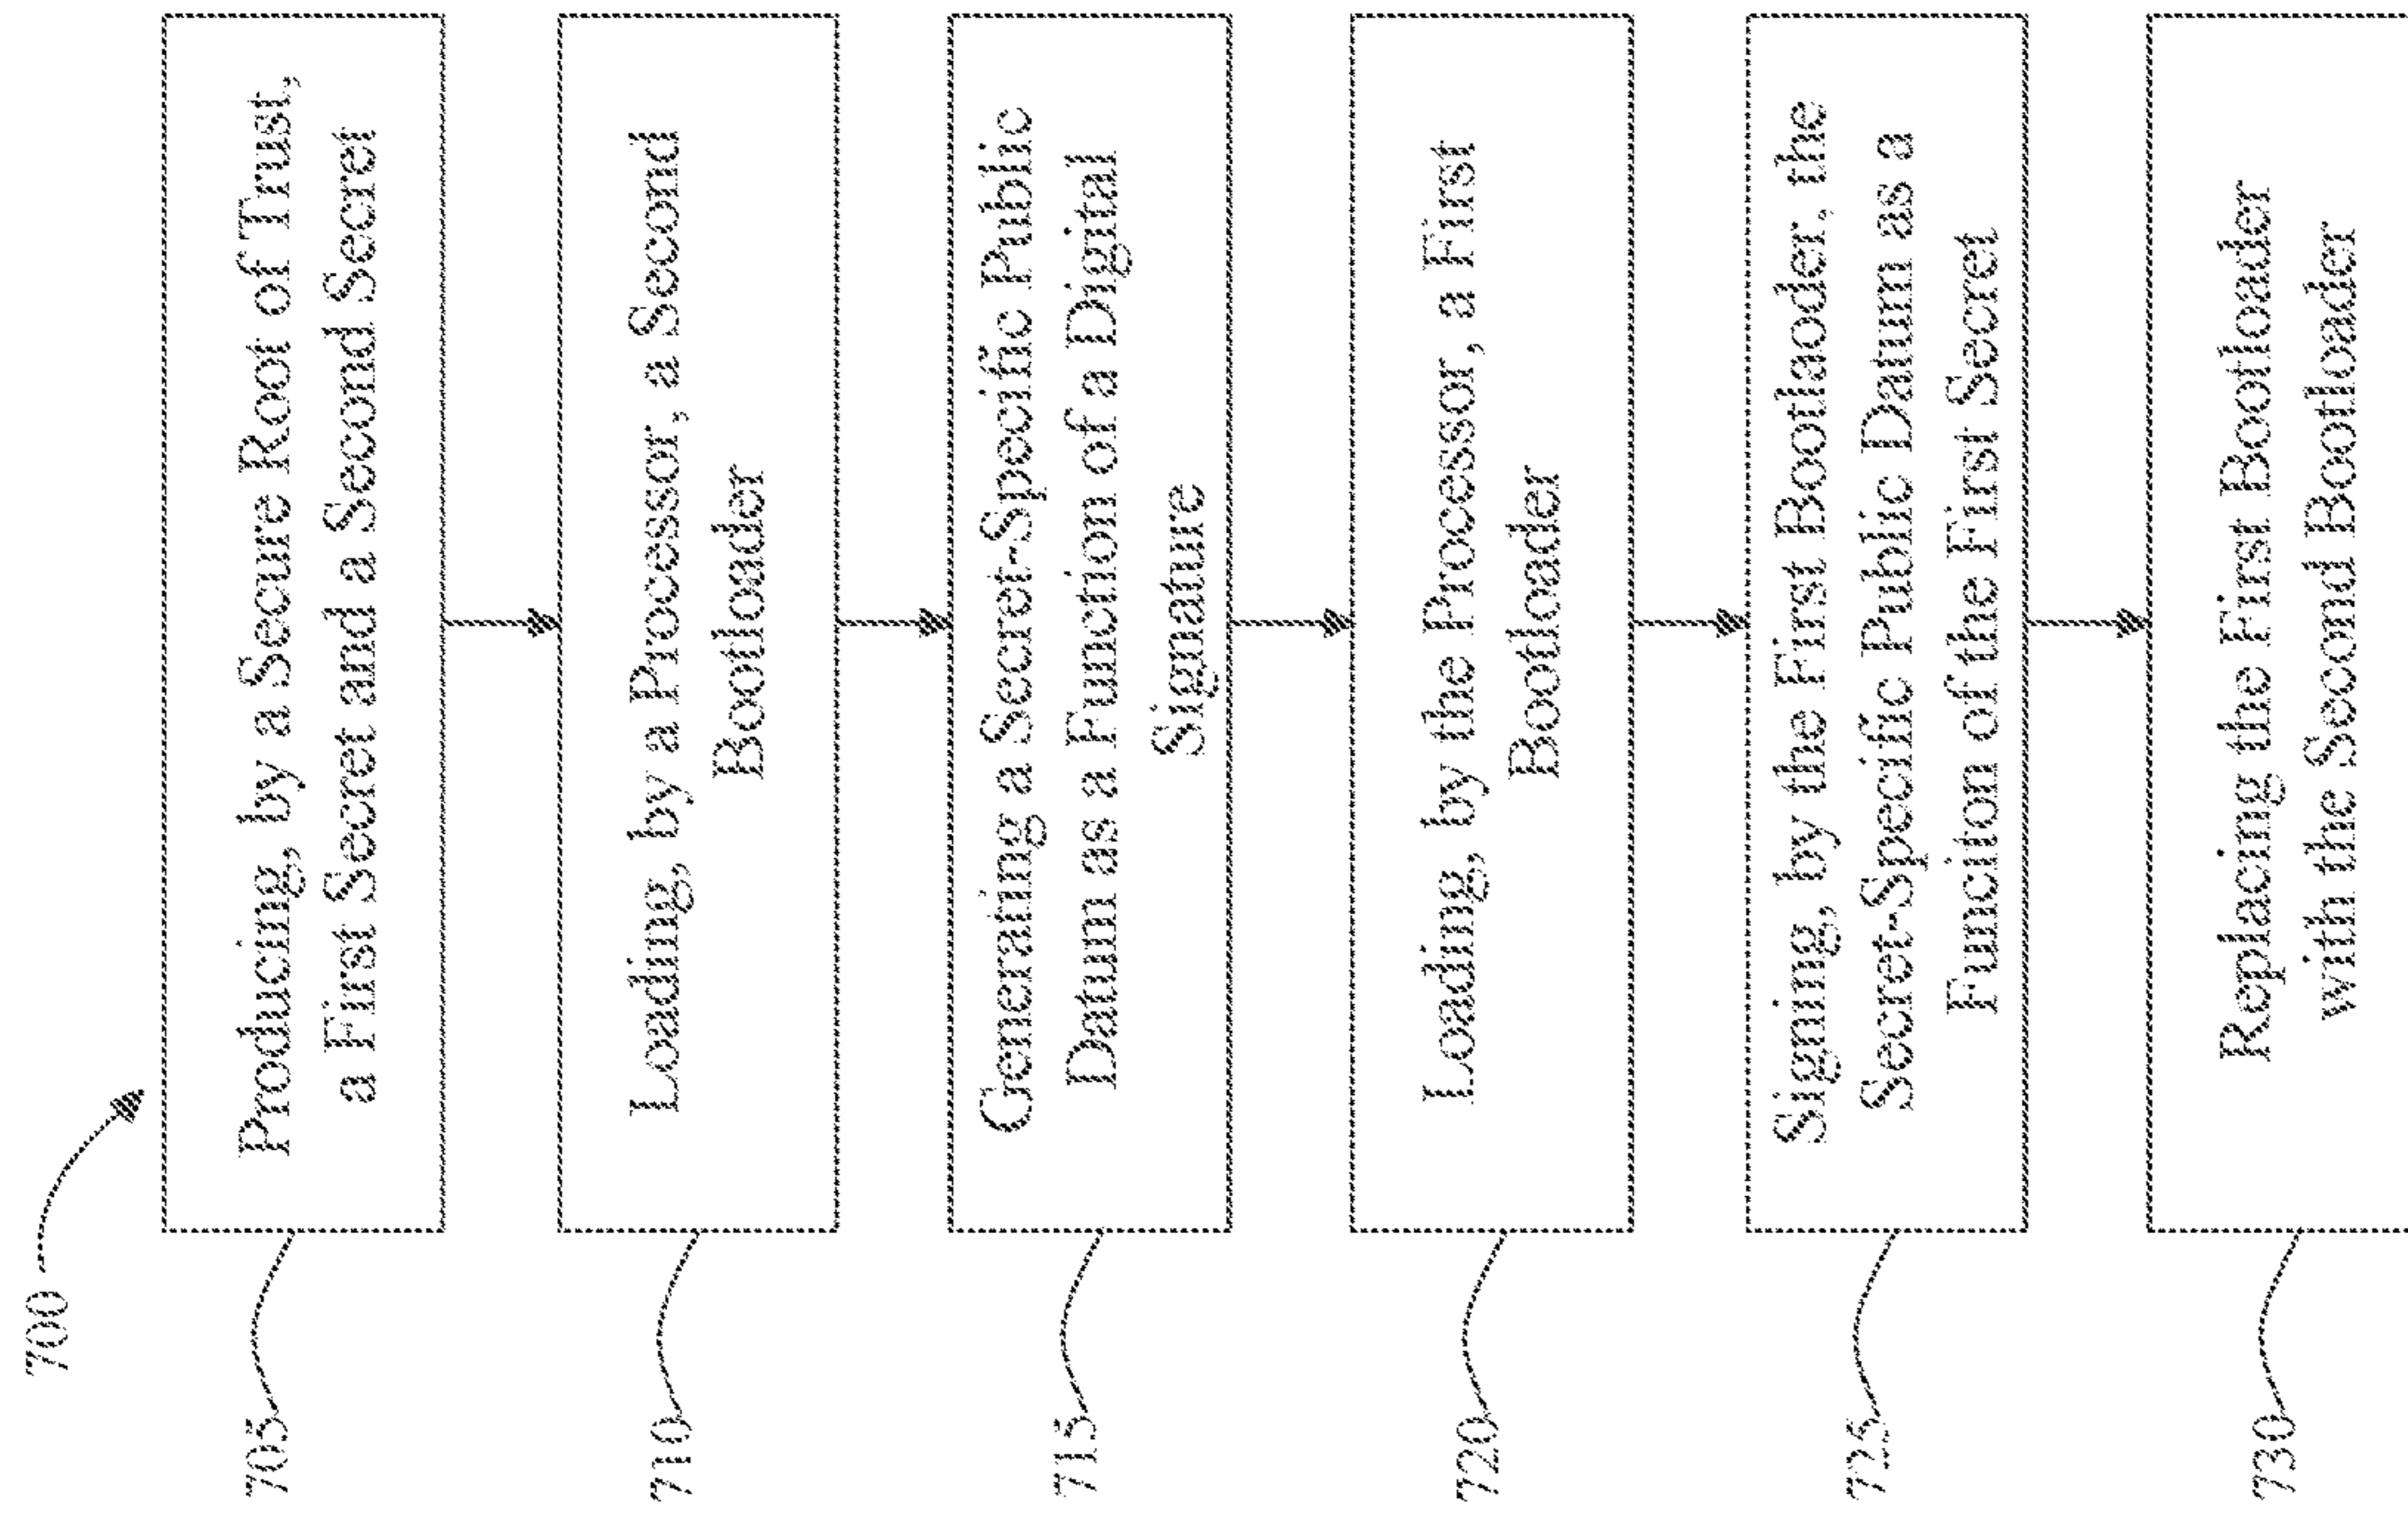 700
705
Producing, by a Secure Root of Trust,
a First Secret and a Second Secret
710
Loading, by a Processor, a Second
Bootloader
715
Generating a Secret-Specific Public
Datum as a Function of a Digital
Signature
720
Loading, by the Processor, a First
Bootloader
725
Signing, by the First Bootlaoder, the
Secret-Specific Public Datum as a
Funciton of the First Secret
730
Replacing the First Bootloader
with the Second Bootloader